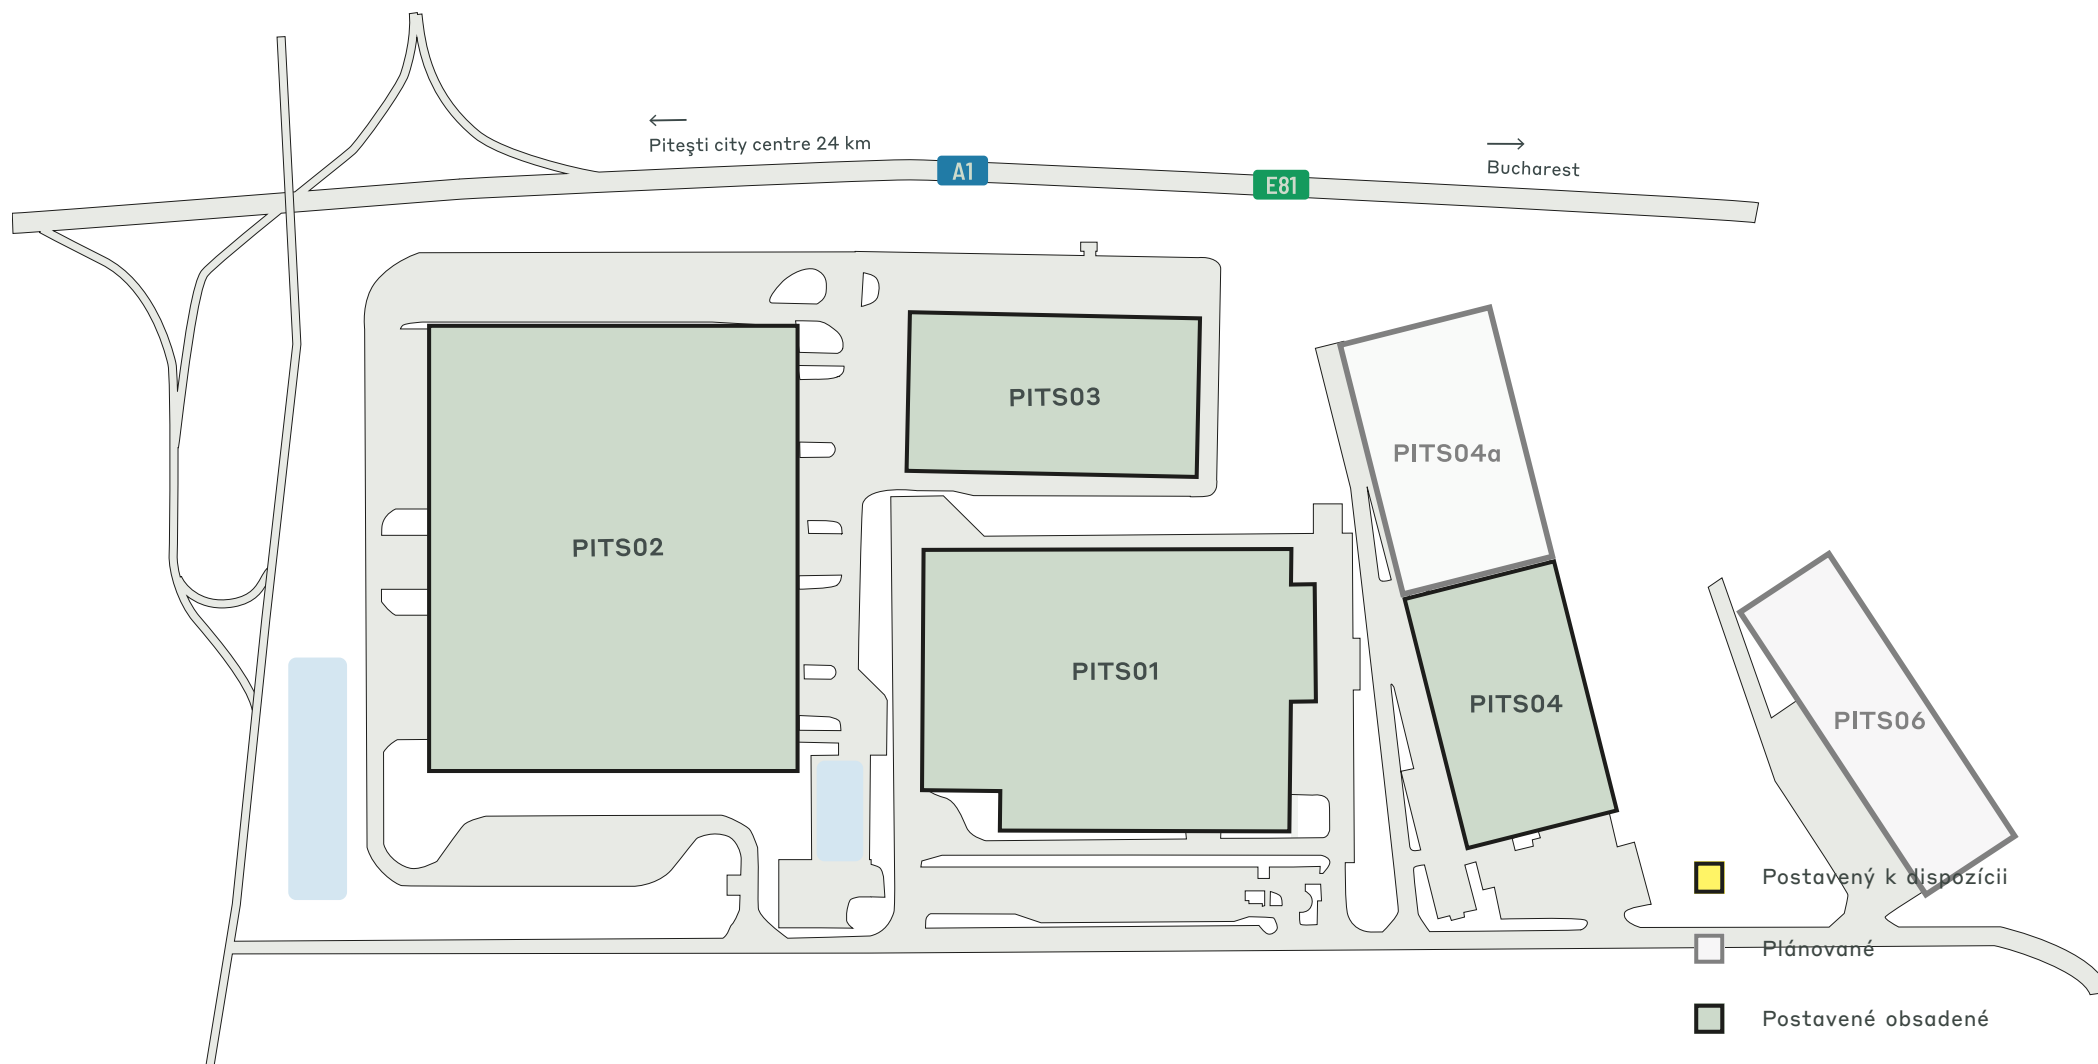 Piteşti city centre 24 km
A1
E81
Bucharest
PITS03
PITS04a
PITS02
PITS01
PITS04
PITS06
Postavený k dispozícii
Plánované
Postavené obsadené